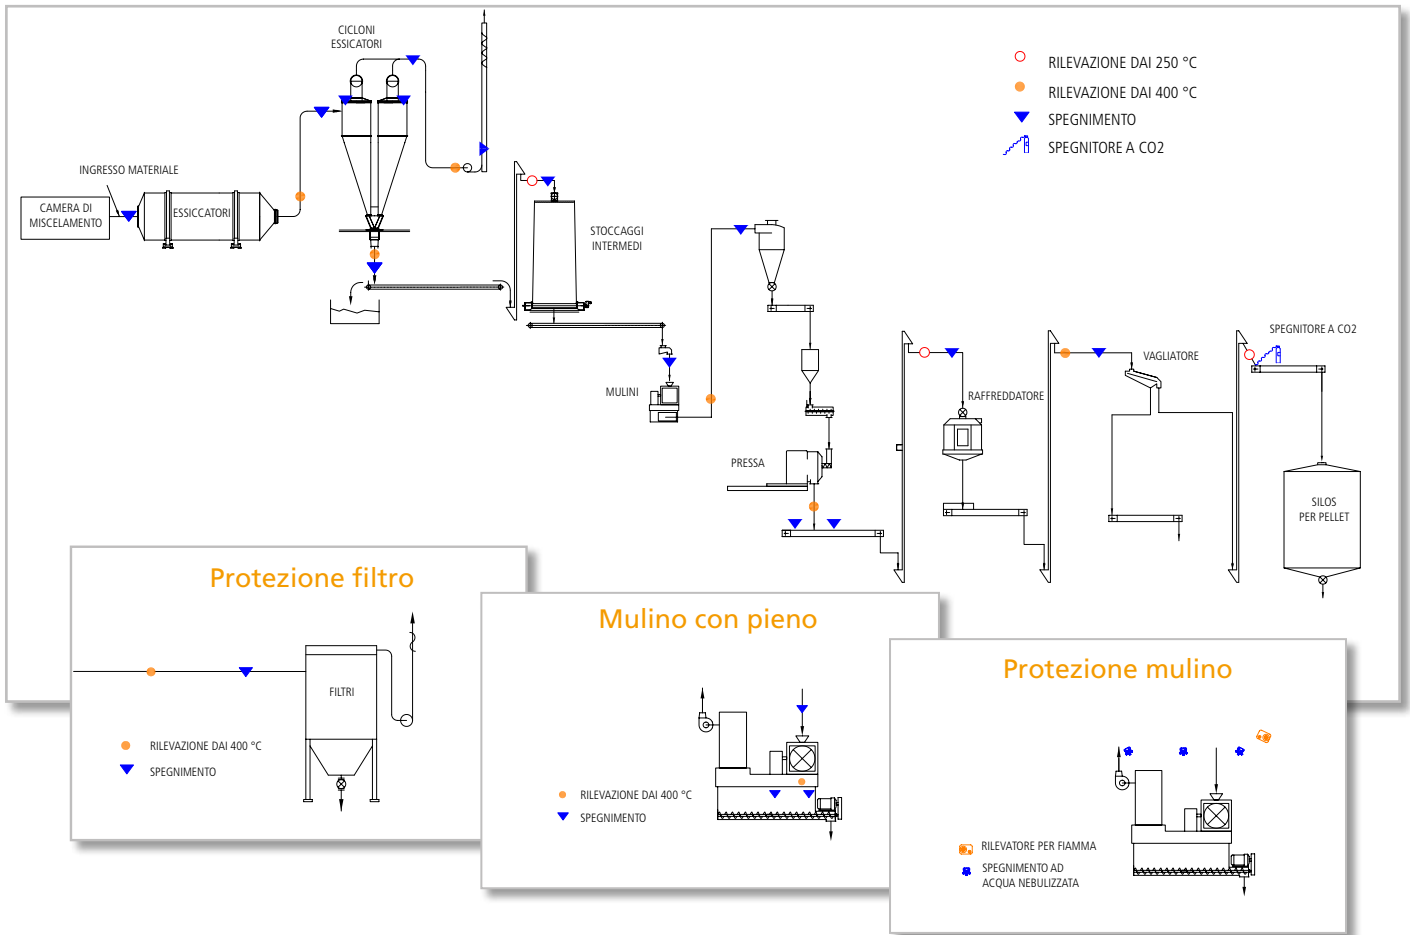 CICLONI
ESSICATORI
RILEVAZIONE DAI 250 °C
RILEVAZIONE DAI 400 °C
SPEGNIMENTO
SPEGNITORE A CO2
INGRESSO MATERIALE
CAMERA DI
MISCELAMENTO
ESSICCATORI
STOCCAGGI
INTERMEDI
MULINI
PRESSA
RAFFREDDATORE
VAGLIATORE
SPEGNITORE A CO2
SILOS
PER PELLET
Protezione filtro
FILTRI
RILEVAZIONE DAI 400 °C
SPEGNIMENTO
Mulino con pieno
RILEVAZIONE DAI 400 °C
SPEGNIMENTO
Protezione mulino
RILEVATORE PER FIAMMA
SPEGNIMENTO AD
ACQUA NEBULIZZATA